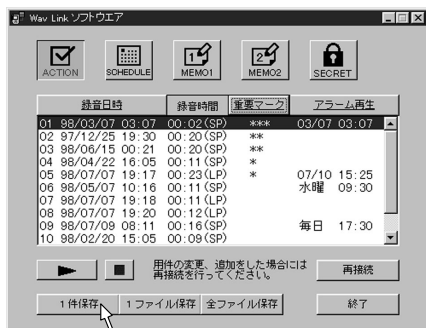 Wav Link ソフトウエア
ACTION SCHEDULE MEMO1 MEMO2 SECRET
録音日時 録音時間 重要マーク アラーム再生
01 98/03/07 03:07 00:02(SP) *** 03/07 03:07
02 97/12/25 19:30 00:20(SP) **
03 98/06/15 00:21 00:20(SP) **
04 98/04/22 16:05 00:11(SP) *
05 98/07/07 19:17 00:23(LP) * 07/10 15:25
06 98/05/07 10:16 00:11(SP) 水曜 09:30
07 98/07/07 19:18 00:11(LP)
08 98/07/07 19:20 00:12(LP)
09 98/07/09 08:11 00:16(SP) 毎日 17:30
10 98/02/20 15:05 00:09(SP)
用件の変更、追加をした場合には
再接続を行ってください。
再接続
1件保存 1ファイル保存 全ファイル保存 終了